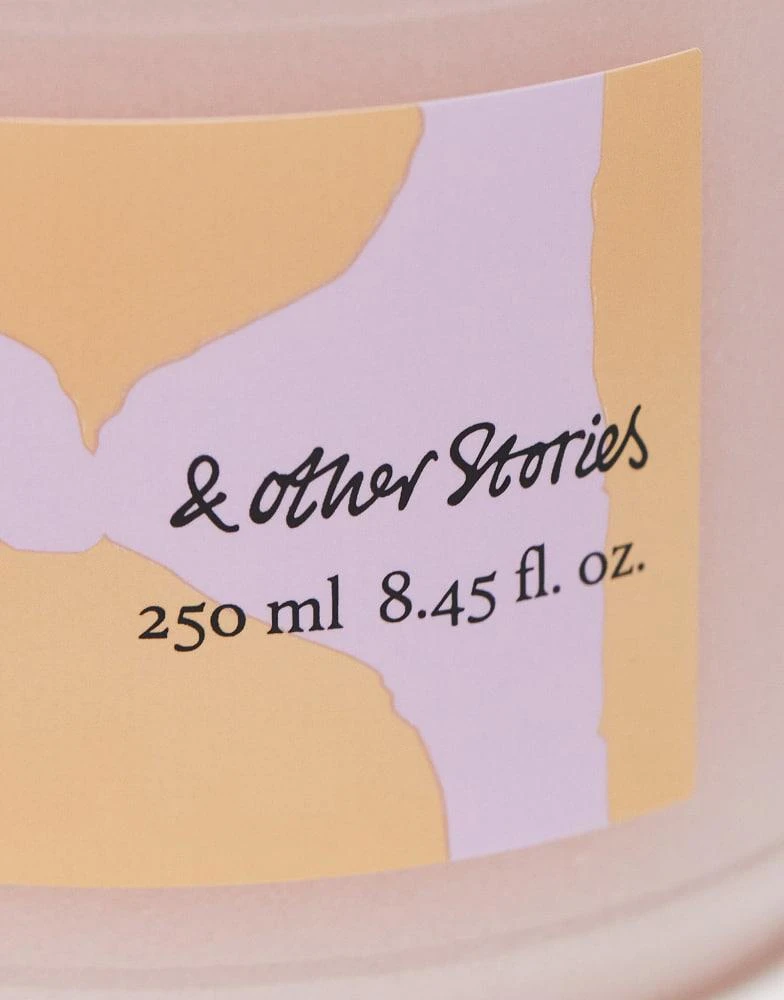 & other Stories
250 ml 8.45 fl. oz.